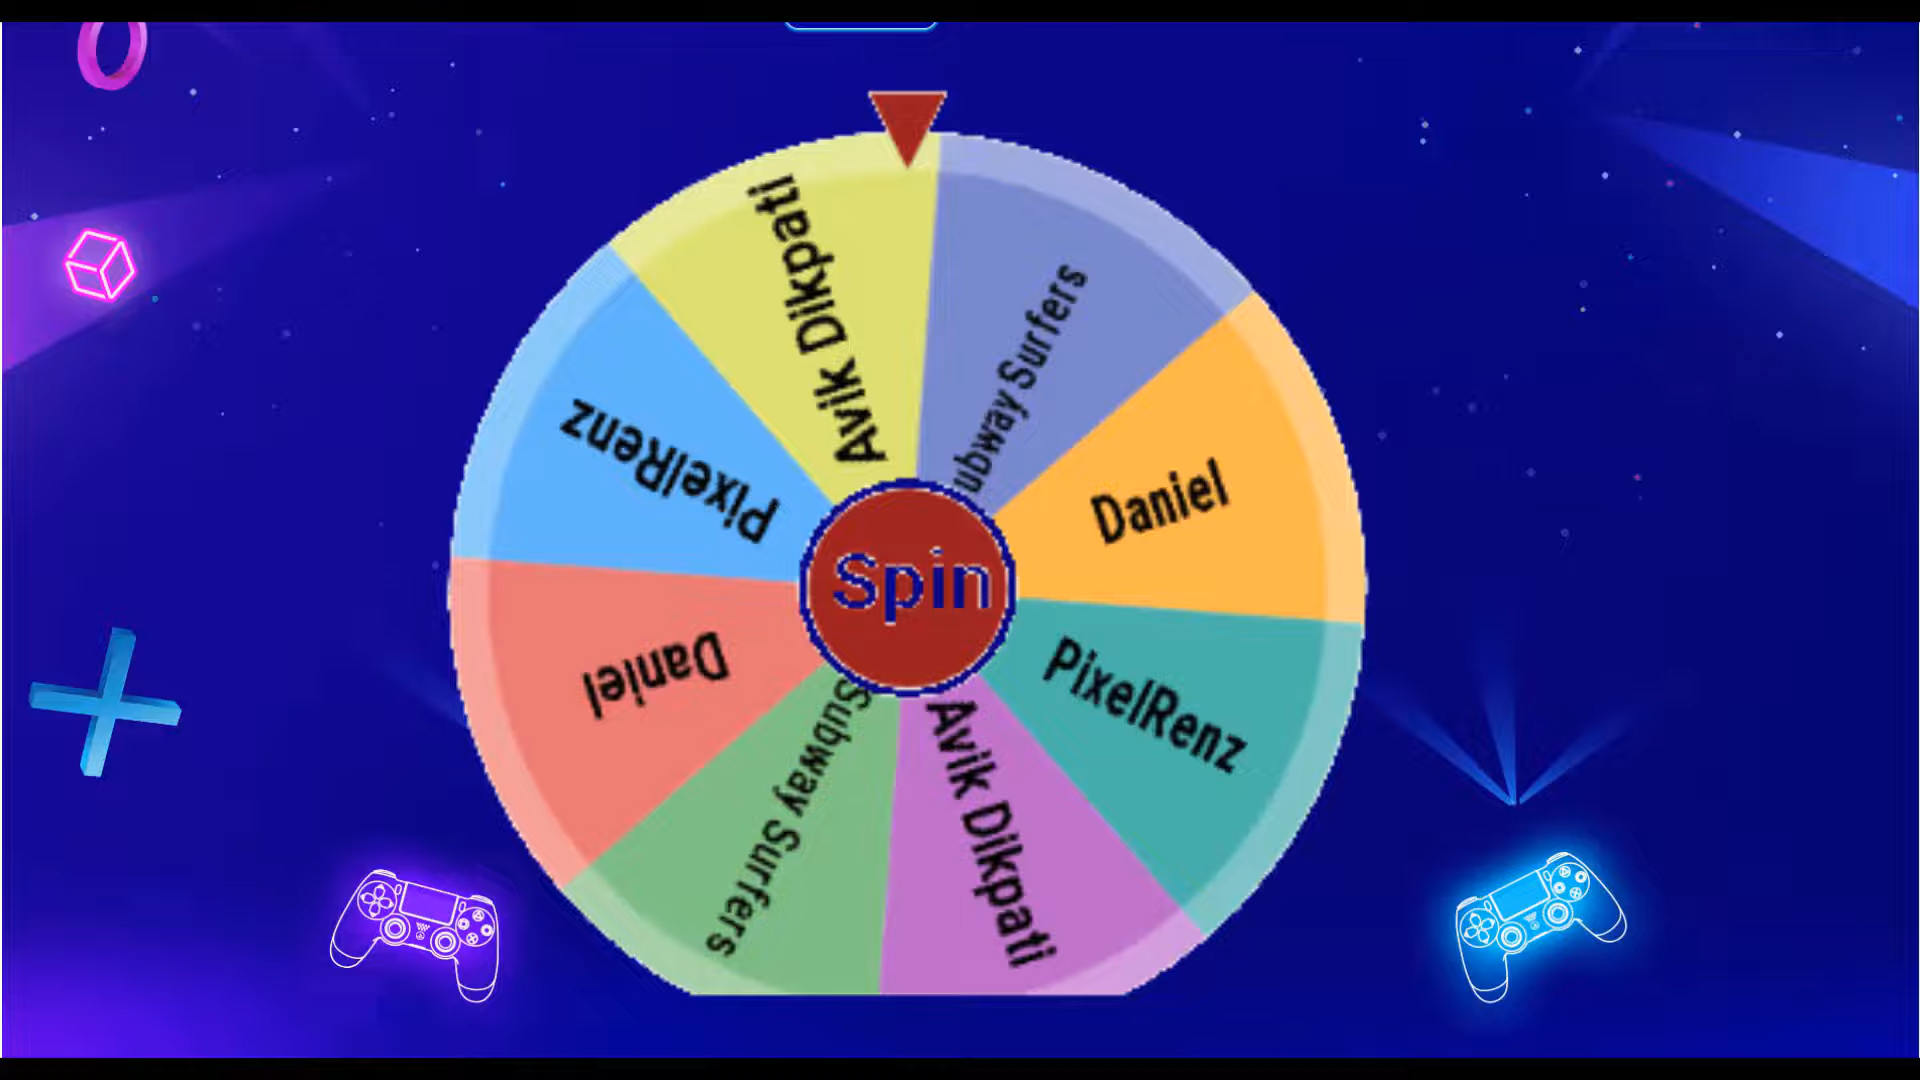 Avik Dikpati
ubway Surfers
Daniel
PixelRenz
Avik Dikpati
Subway Surfers
Daniel
PixelRenz
Spin